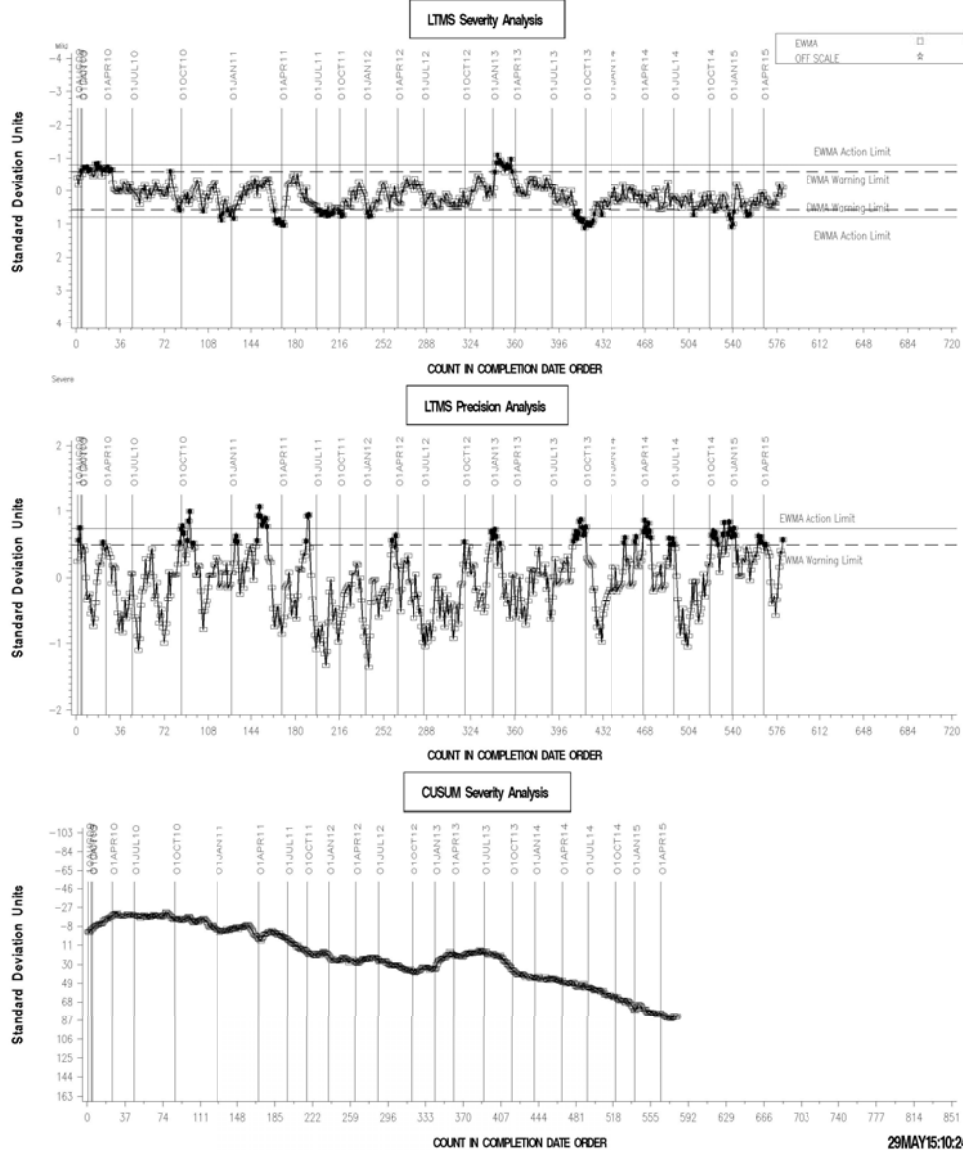 LTMS Severity Analysis
EWMA
OFF SCALE
Mild
01APR10 01JUL10 01OCT10 01JAN11 01APR11 01JUL11 01OCT11 01JAN12 01APR12 01JUL12 01OCT12 01JAN13 01APR13 01JUL13 01OCT13 01JAN14 01APR14 01JUL14 01OCT14 01JAN15 01APR15
Standard Deviation Units
-4
-3
-2
-1
0
1
2
3
4
EWMA Action Limit
EWMA Warning Limit
EWMA Warning Limit
EWMA Action Limit
0 36 72 108 144 180 216 252 288 324 360 396 432 468 504 540 576 612 648 684 720
COUNT IN COMPLETION DATE ORDER
Severe
LTMS Precision Analysis
01APR10 01JUL10 01OCT10 01JAN11 01APR11 01JUL11 01OCT11 01JAN12 01APR12 01JUL12 01OCT12 01JAN13 01APR13 01JUL13 01OCT13 01JAN14 01APR14 01JUL14 01OCT14 01JAN15 01APR15
Standard Deviation Units
2
1
0
-1
-2
EWMA Action Limit
EWMA Warning Limit
0 36 72 108 144 180 216 252 288 324 360 396 432 468 504 540 576 612 648 684 720
COUNT IN COMPLETION DATE ORDER
CUSUM Severity Analysis
01APR10 01JUL10 01OCT10 01JAN11 01APR11 01JUL11 01OCT11 01JAN12 01APR12 01JUL12 01OCT12 01JAN13 01APR13 01JUL13 01OCT13 01JAN14 01APR14 01JUL14 01OCT14 01JAN15 01APR15
Standard Deviation Units
-103
-84
-65
-46
-27
-8
11
30
49
68
87
106
125
144
163
0 37 74 111 148 185 222 259 296 333 370 407 444 481 518 555 592 629 666 703 740 777 814 851
COUNT IN COMPLETION DATE ORDER
29MAY15:10:2